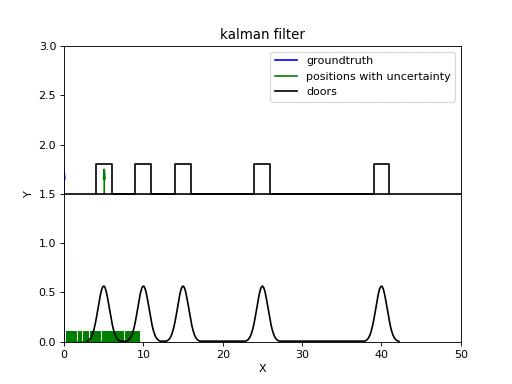 kalman filter
3.0
groundtruth
positions with uncertainty
doors
2.5
2.0
Y
1.5
1.0
0.5
0.0
0 10 20 30 40 50
X